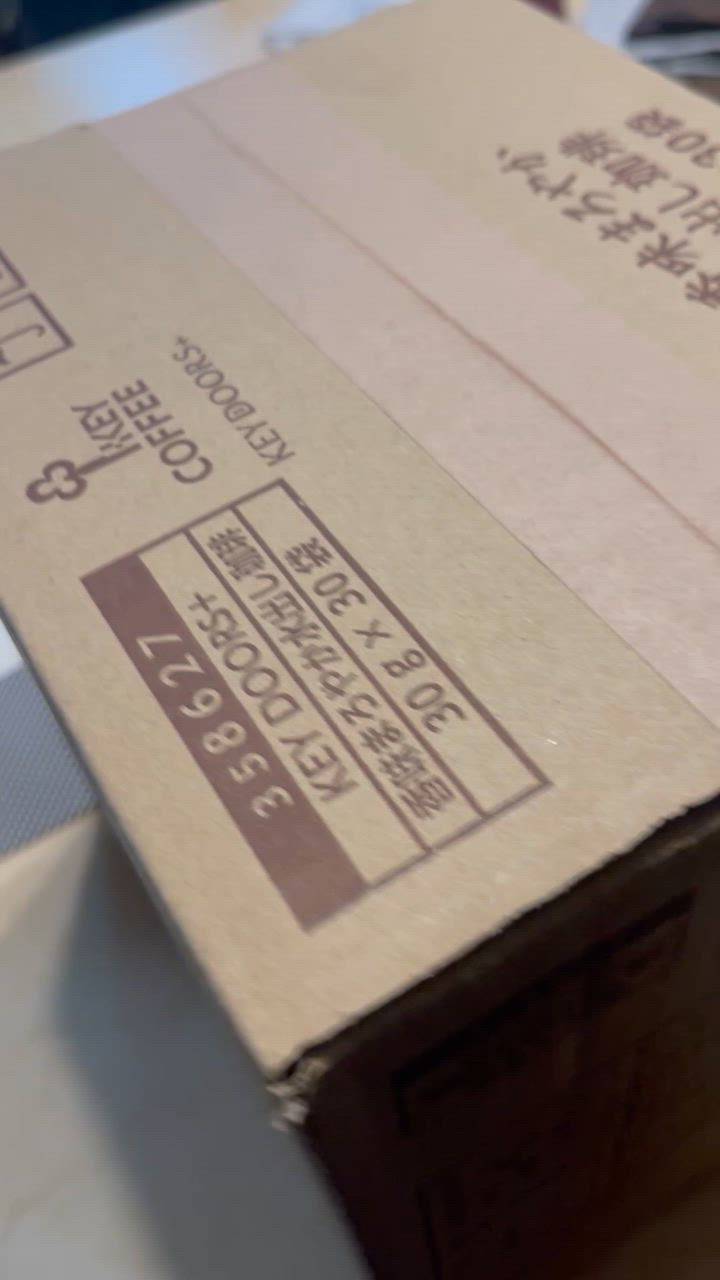 KEY
COFFEE
KEY DOORS+
358627
KEY DOORS+
香味まろやか水出し珈琲
30g×30袋
香味まろやか
出し珈琲
30袋